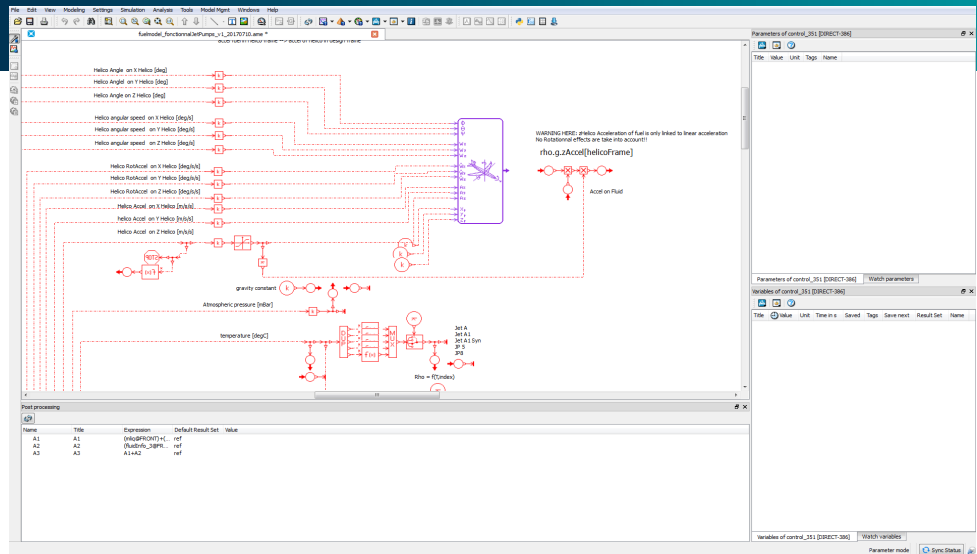 File Edit View Modeling Settings Simulation Analysis Tools Model Mgmt Windows Help
fuelmodel_fonctionnalJetPumps_v1_20170710.ame *
Parameters of control_351 [DIRECT-386]
Title Value Unit Tags Name
Helico Angle on X Helico [deg]
Helico Anglel on Y Helico [deg]
Helico Angle on Z Helico [deg]
Helico angular speed on X Helico [deg/s]
Helico angular speed on Y Helico [deg/s]
Helico angular speed on Z Helico [deg/s]
WARNING HERE: zHelico Acceleration of fuel is only linked to linear acceleration
No Rotationnal effects are take into account!!
rho.g.zAccel[helicoFrame]
Helico RotAccel on X Helico [deg/s/s]
Helico RotAccel on Y Helico [deg/s/s]
Helico RotAccel on Z Helico [deg/s/s]
Accel on Fluid
Helico Accel on X Helico [m/s/s]
helico Accel on Y Helico [m/s/s]
Helico Accel on Z Helico [m/s/s]
STOP
f(x)
gravity constant
k
Atmospheric pressure [mBar]
temperature [degC]
MUX
f(x)
Jet A
Jet A1
Jet A1 Syn
JP 5
JP8
Rho = f(T,index)
Parameters of control_351 [DIRECT-386] Watch parameters
Variables of control_351 [DIRECT-386]
Title Value Unit Time in s Saved Tags Save next Result Set Name
Post processing
Name Title Expression Default Result Set Value
A1 A1 (mliq@FRONT)+(... ref
A2 A2 (fluidInfo_3@FR... ref
A3 A3 A1+A2 ref
Variables of control_351 [DIRECT-386] Watch variables
Parameter mode Sync Status